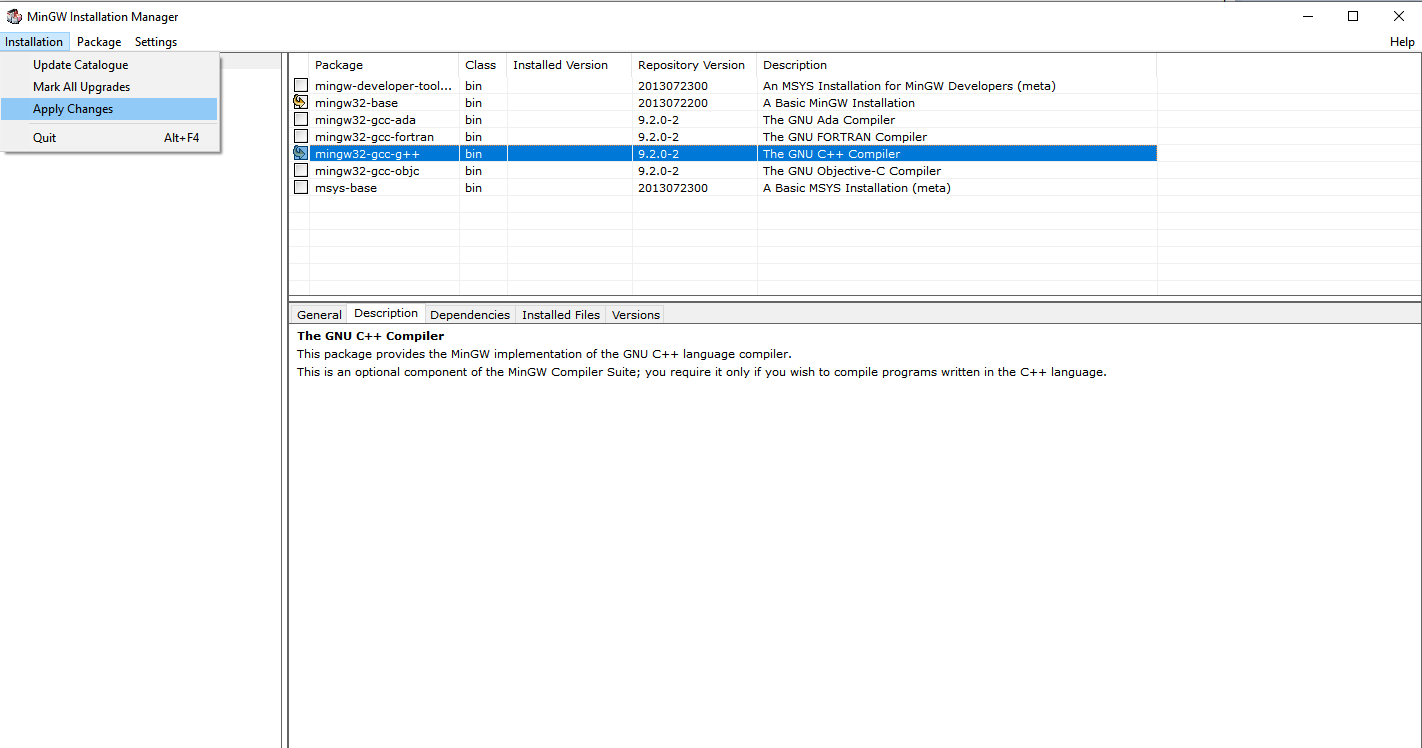 MinGW Installation Manager
Installation Package Settings Help
Update Catalogue
Mark All Upgrades
Apply Changes
Quit Alt+F4
Package Class Installed Version Repository Version Description
mingw-developer-tool... bin 2013072300 An MSYS Installation for MinGW Developers (meta)
mingw32-base bin 2013072200 A Basic MinGW Installation
mingw32-gcc-ada bin 9.2.0-2 The GNU Ada Compiler
mingw32-gcc-fortran bin 9.2.0-2 The GNU FORTRAN Compiler
mingw32-gcc-g++ bin 9.2.0-2 The GNU C++ Compiler
mingw32-gcc-objc bin 9.2.0-2 The GNU Objective-C Compiler
msys-base bin 2013072300 A Basic MSYS Installation (meta)
General Description Dependencies Installed Files Versions
The GNU C++ Compiler
This package provides the MinGW implementation of the GNU C++ language compiler.
This is an optional component of the MinGW Compiler Suite; you require it only if you wish to compile programs written in the C++ language.